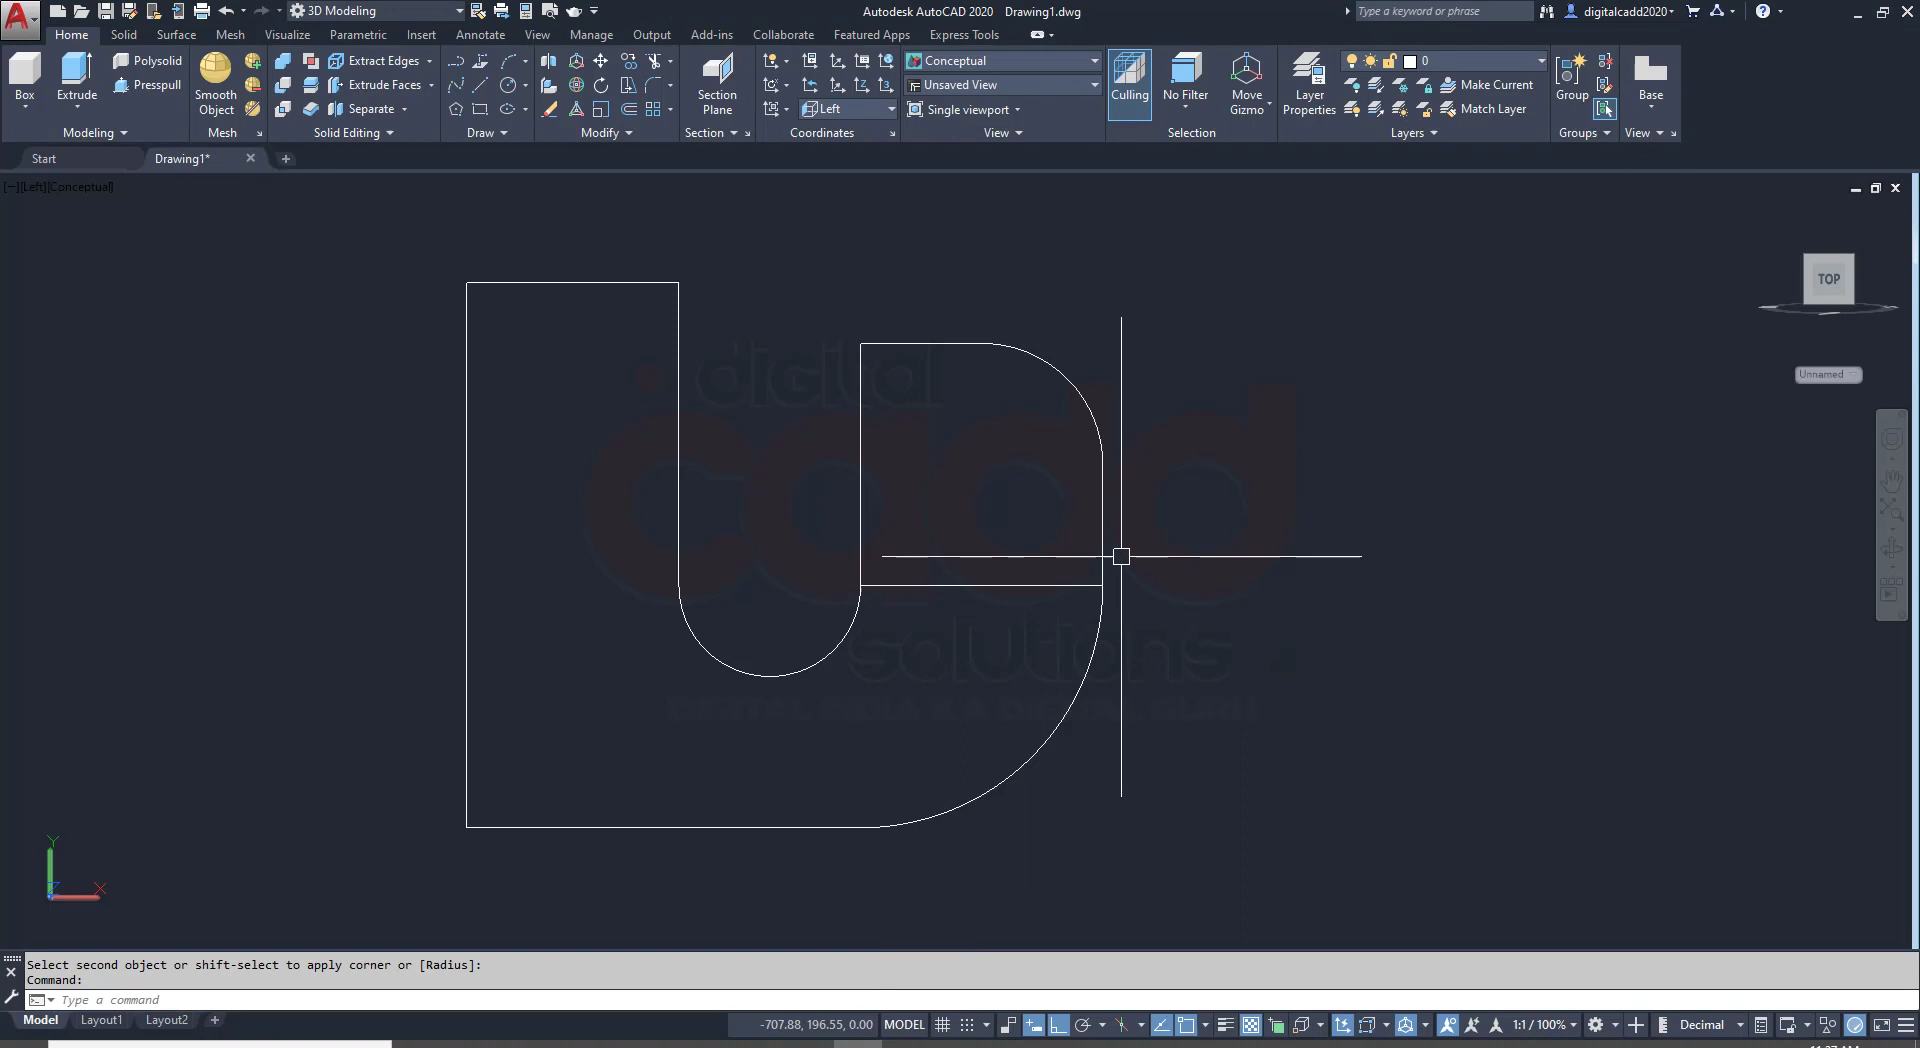 3D Modeling
Autodesk AutoCAD 2020 Drawing1.dwg
Type a keyword or phrase
digitalcadd2020
Home Solid Surface Mesh Visualize Parametric Insert Annotate View Manage Output Add-ins Collaborate Featured Apps Express Tools
Box
Extrude
Polysolid
Presspull
Modeling
Smooth
Object
Mesh
Extract Edges
Extrude Faces
Separate
Solid Editing
Draw
Modify
Section
Plane
Section
Left
Coordinates
Conceptual
Unsaved View
Single viewport
View
Culling
No Filter
Move
Gizmo
Selection
Layer
Properties
0
Make Current
Match Layer
Layers
Group
Groups
Base
View
Start
Drawing1*
[−][Left][Conceptual]
TOP
Unnamed
digital
cadd
solutions
Y
X
Z
Select second object or shift-select to apply corner or [Radius]:
Command:
Type a command
Model Layout1 Layout2
-707.88, 196.55, 0.00 MODEL
1:1 / 100%
Decimal